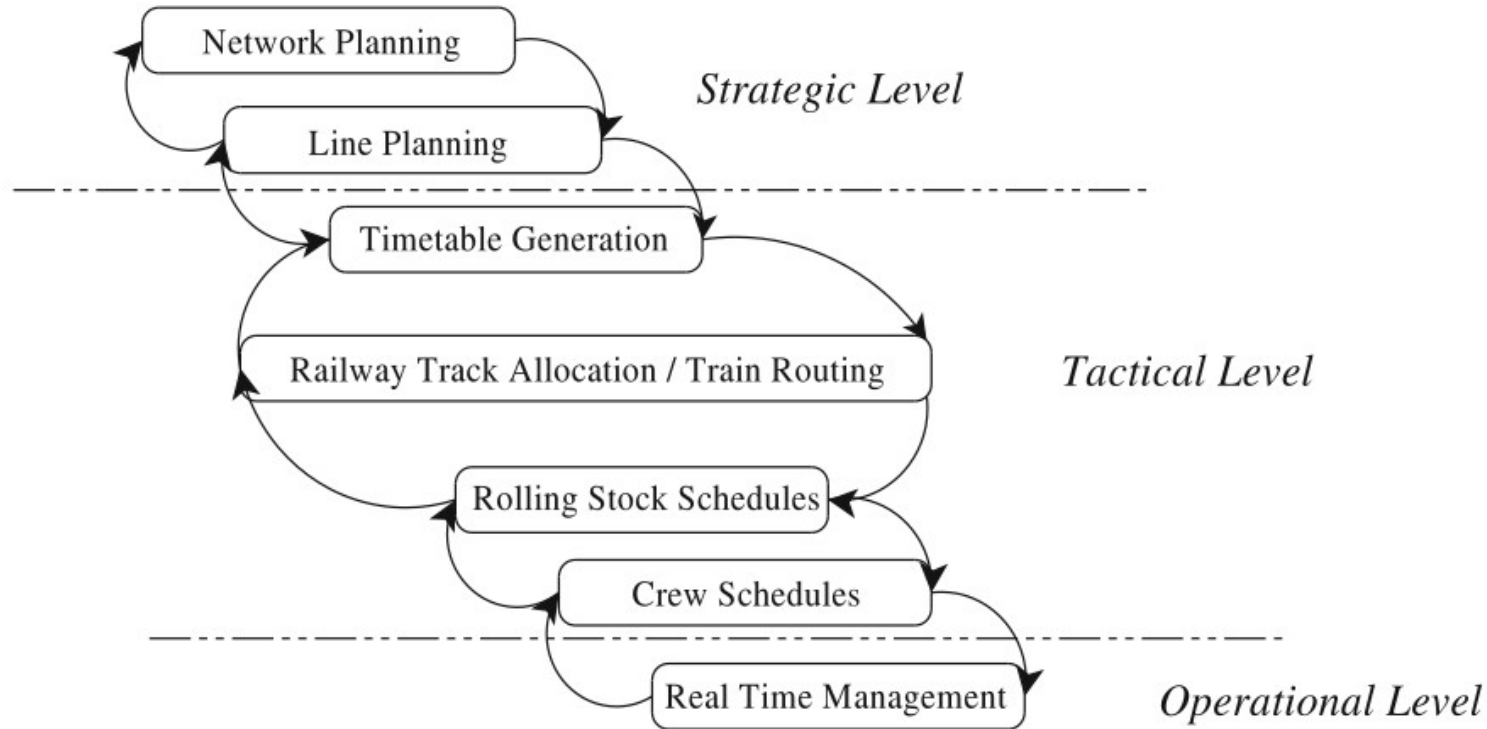 Network Planning
Strategic Level
Line Planning
Timetable Generation
Railway Track Allocation / Train Routing
Tactical Level
Rolling Stock Schedules
Crew Schedules
Real Time Management
Operational Level